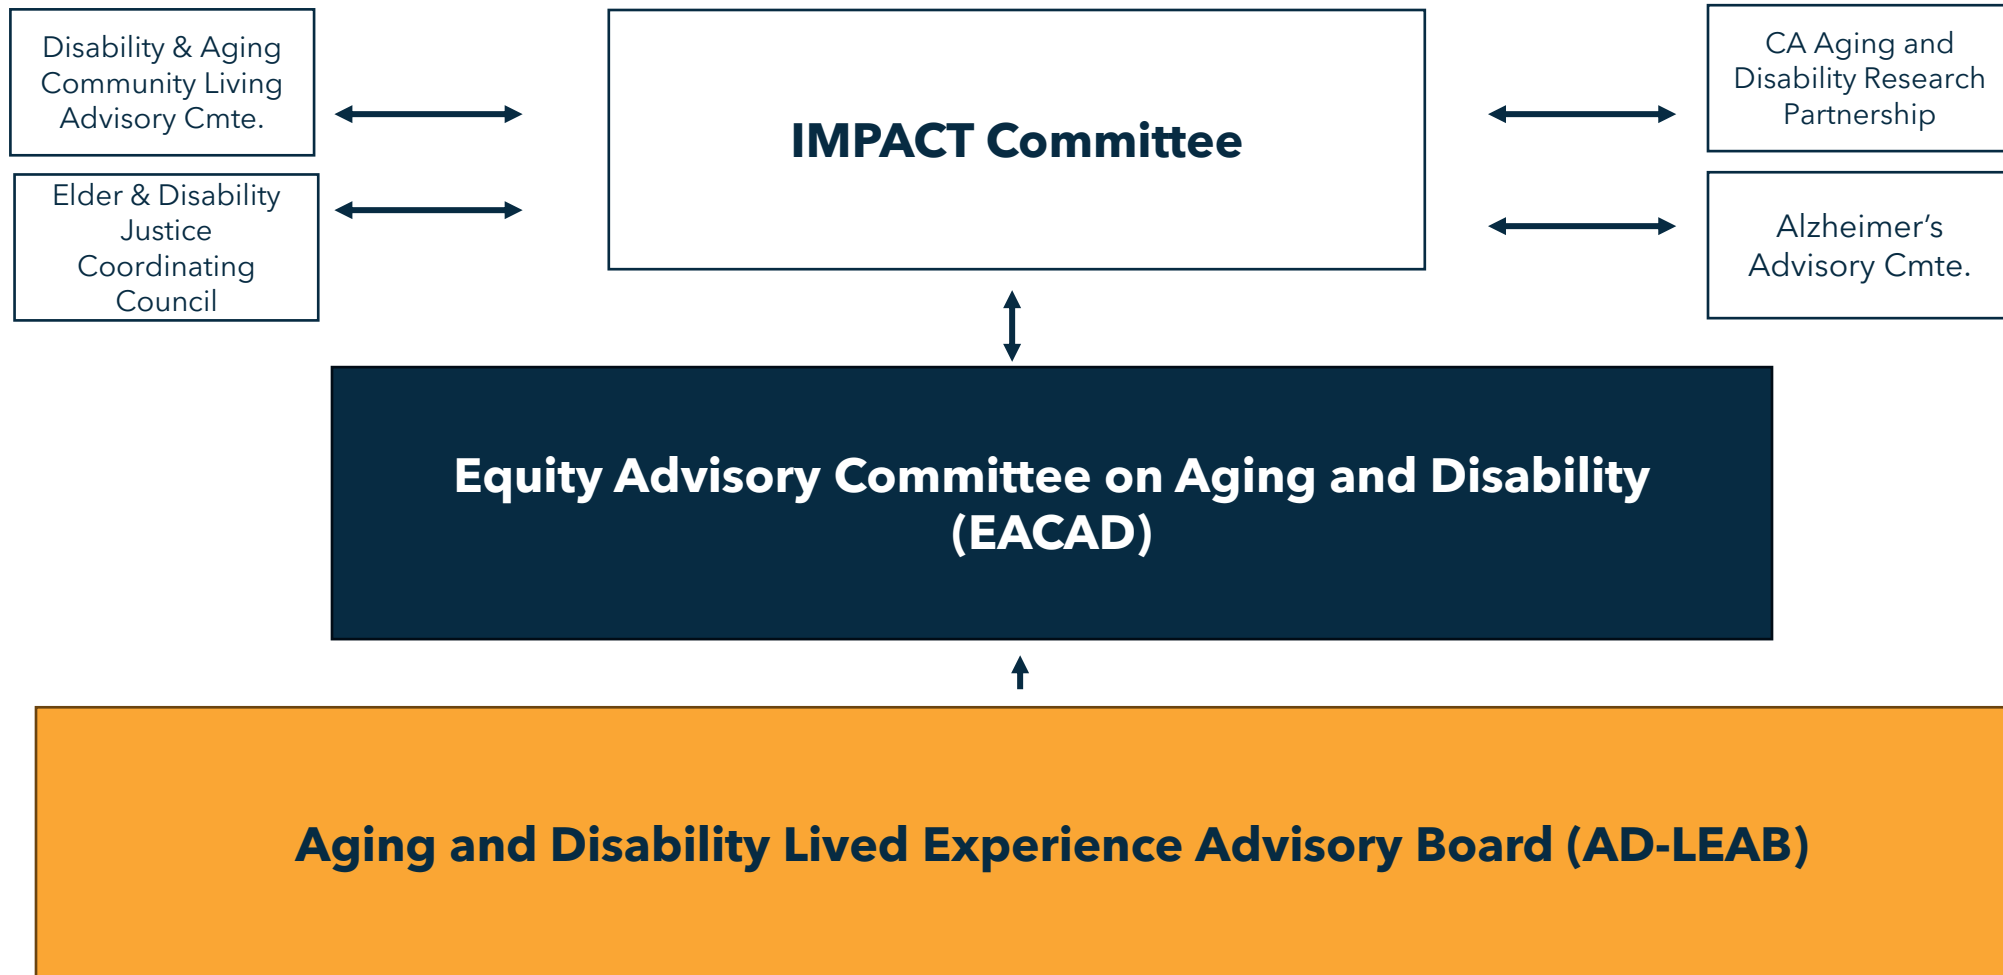 Disability & Aging
Community Living
Advisory Cmte.
Elder & Disability
Justice
Coordinating
Council
IMPACT Committee
CA Aging and
Disability Research
Partnership
Alzheimer’s
Advisory Cmte.
Equity Advisory Committee on Aging and Disability
(EACAD)
Aging and Disability Lived Experience Advisory Board (AD-LEAB)